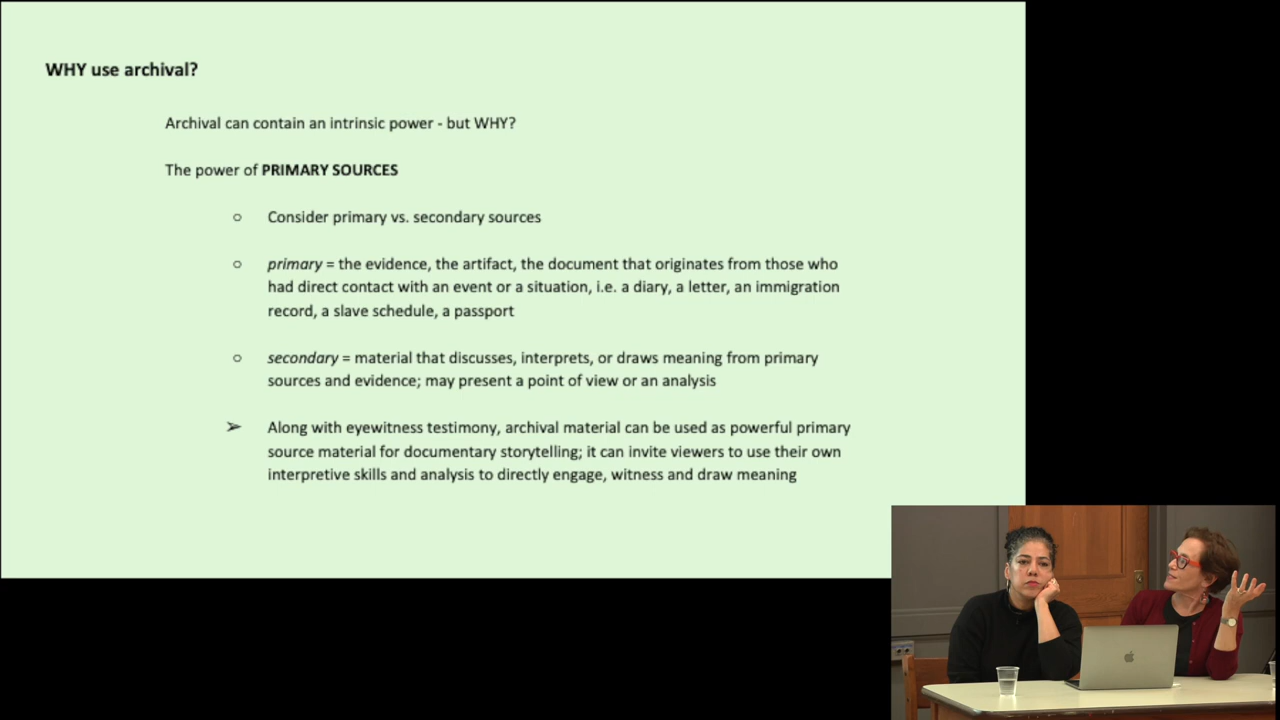 WHY use archival?
Archival can contain an intrinsic power - but WHY?
The power of PRIMARY SOURCES
○ Consider primary vs. secondary sources
○ primary = the evidence, the artifact, the document that originates from those who
had direct contact with an event or a situation, i.e. a diary, a letter, an immigration
record, a slave schedule, a passport
○ secondary = material that discusses, interprets, or draws meaning from primary
sources and evidence; may present a point of view or an analysis
➢ Along with eyewitness testimony, archival material can be used as powerful primary
source material for documentary storytelling; it can invite viewers to use their own
interpretive skills and analysis to directly engage, witness and draw meaning